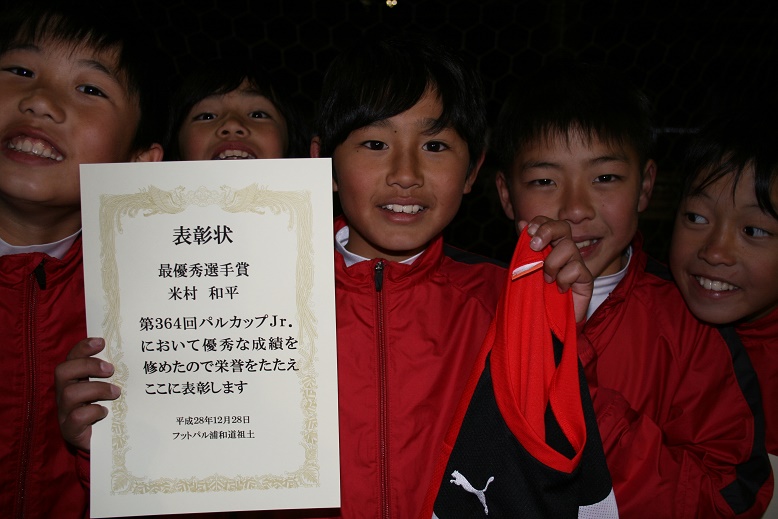 表彰状
最優秀選手賞
米村 和平
第364回パルカップJr.
において優秀な成績を
修めたので栄誉をたたえ
ここに表彰します
平成28年12月28日
フットパル浦和道祖土